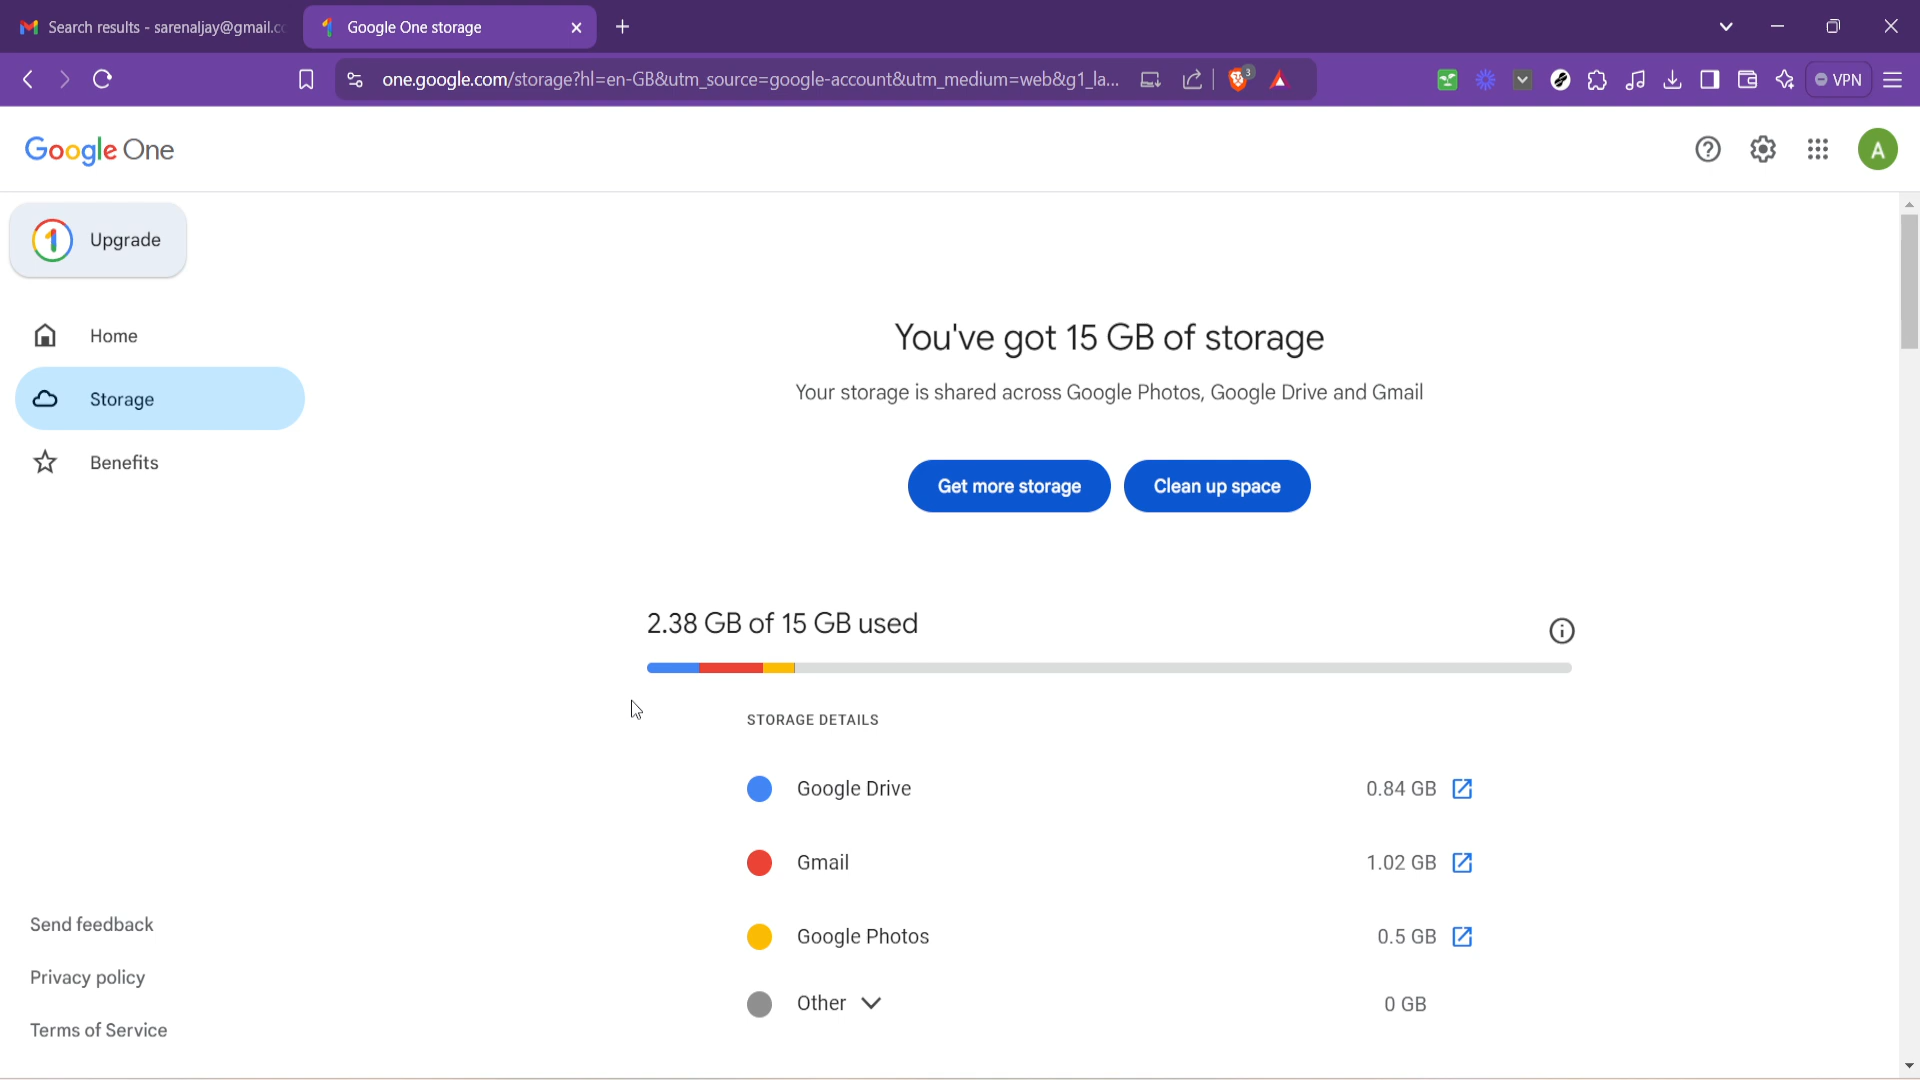 Search results - sarenaljay@gmail.cc
Google One storage
one.google.com/storage?hl=en-GB&utm_source=google-account&utm_medium=web&g1_la...
3
VPN
Google One
A
1 Upgrade
Home
Storage
Benefits
You've got 15 GB of storage
Your storage is shared across Google Photos, Google Drive and Gmail
Get more storage
Clean up space
2.38 GB of 15 GB used
STORAGE DETAILS
Google Drive 0.84 GB
Gmail 1.02 GB
Google Photos 0.5 GB
Other 0 GB
Send feedback
Privacy policy
Terms of Service